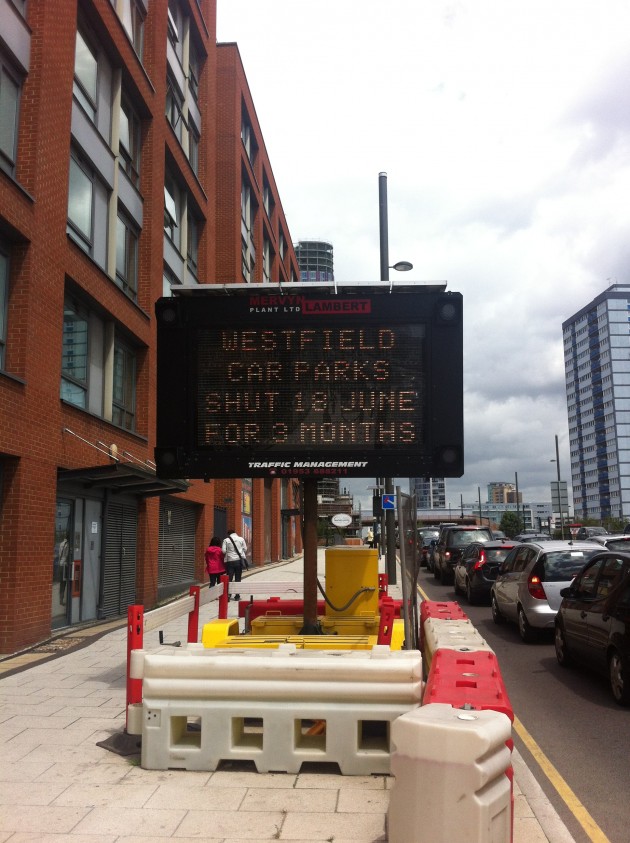 MERVYN LAMBERT
PLANT LTD
WESTFIELD
CAR PARKS
SHUT 18 JUNE
FOR 3 MONTHS
TRAFFIC MANAGEMENT